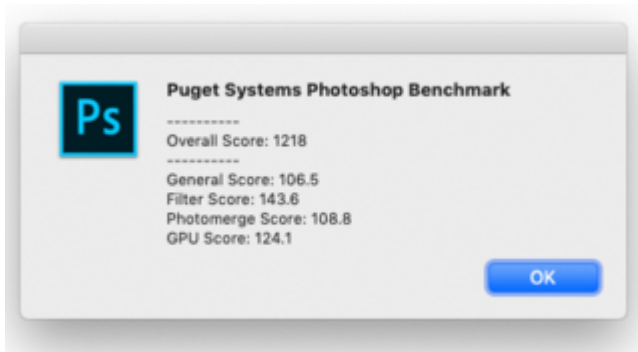 Ps
Puget Systems Photoshop Benchmark
----------
Overall Score: 1218
----------
General Score: 106.5
Filter Score: 143.6
Photomerge Score: 108.8
GPU Score: 124.1
OK